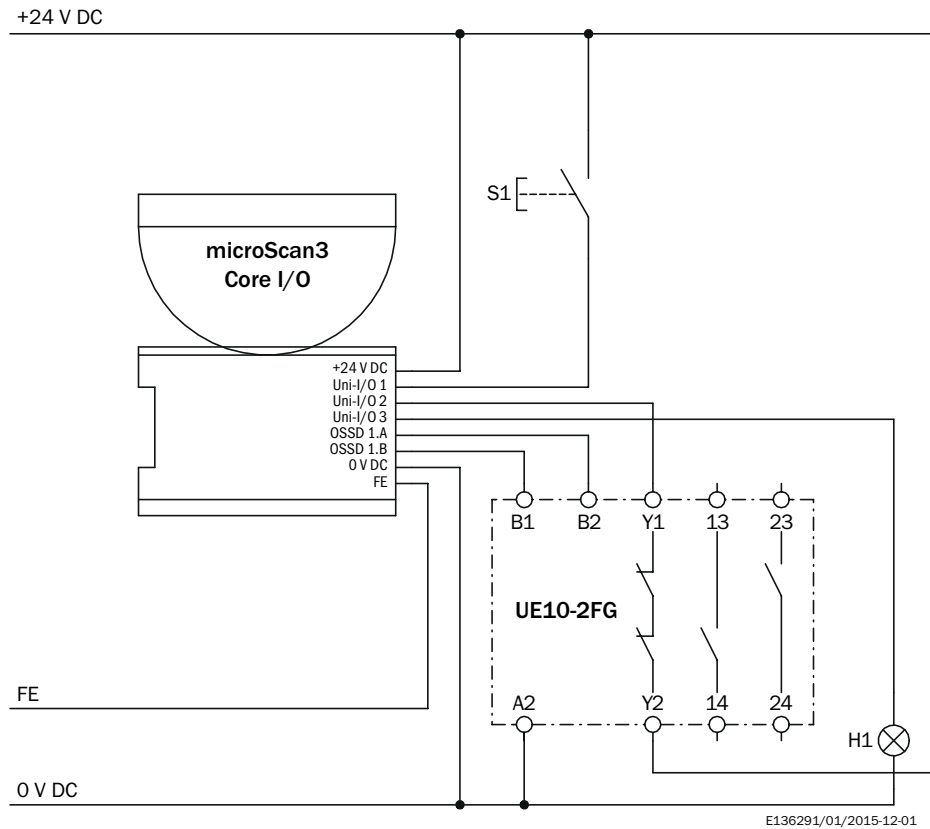 +24 V DC
S1
microScan3
Core I/O
+24 V DC
Uni-I/O 1
Uni-I/O 2
Uni-I/O 3
OSSD 1.A
OSSD 1.B
0 V DC
FE
B1 B2 Y1 13 23
UE10-2FG
FE
A2 Y2 14 24
H1
0 V DC
E136291/01/2015-12-01